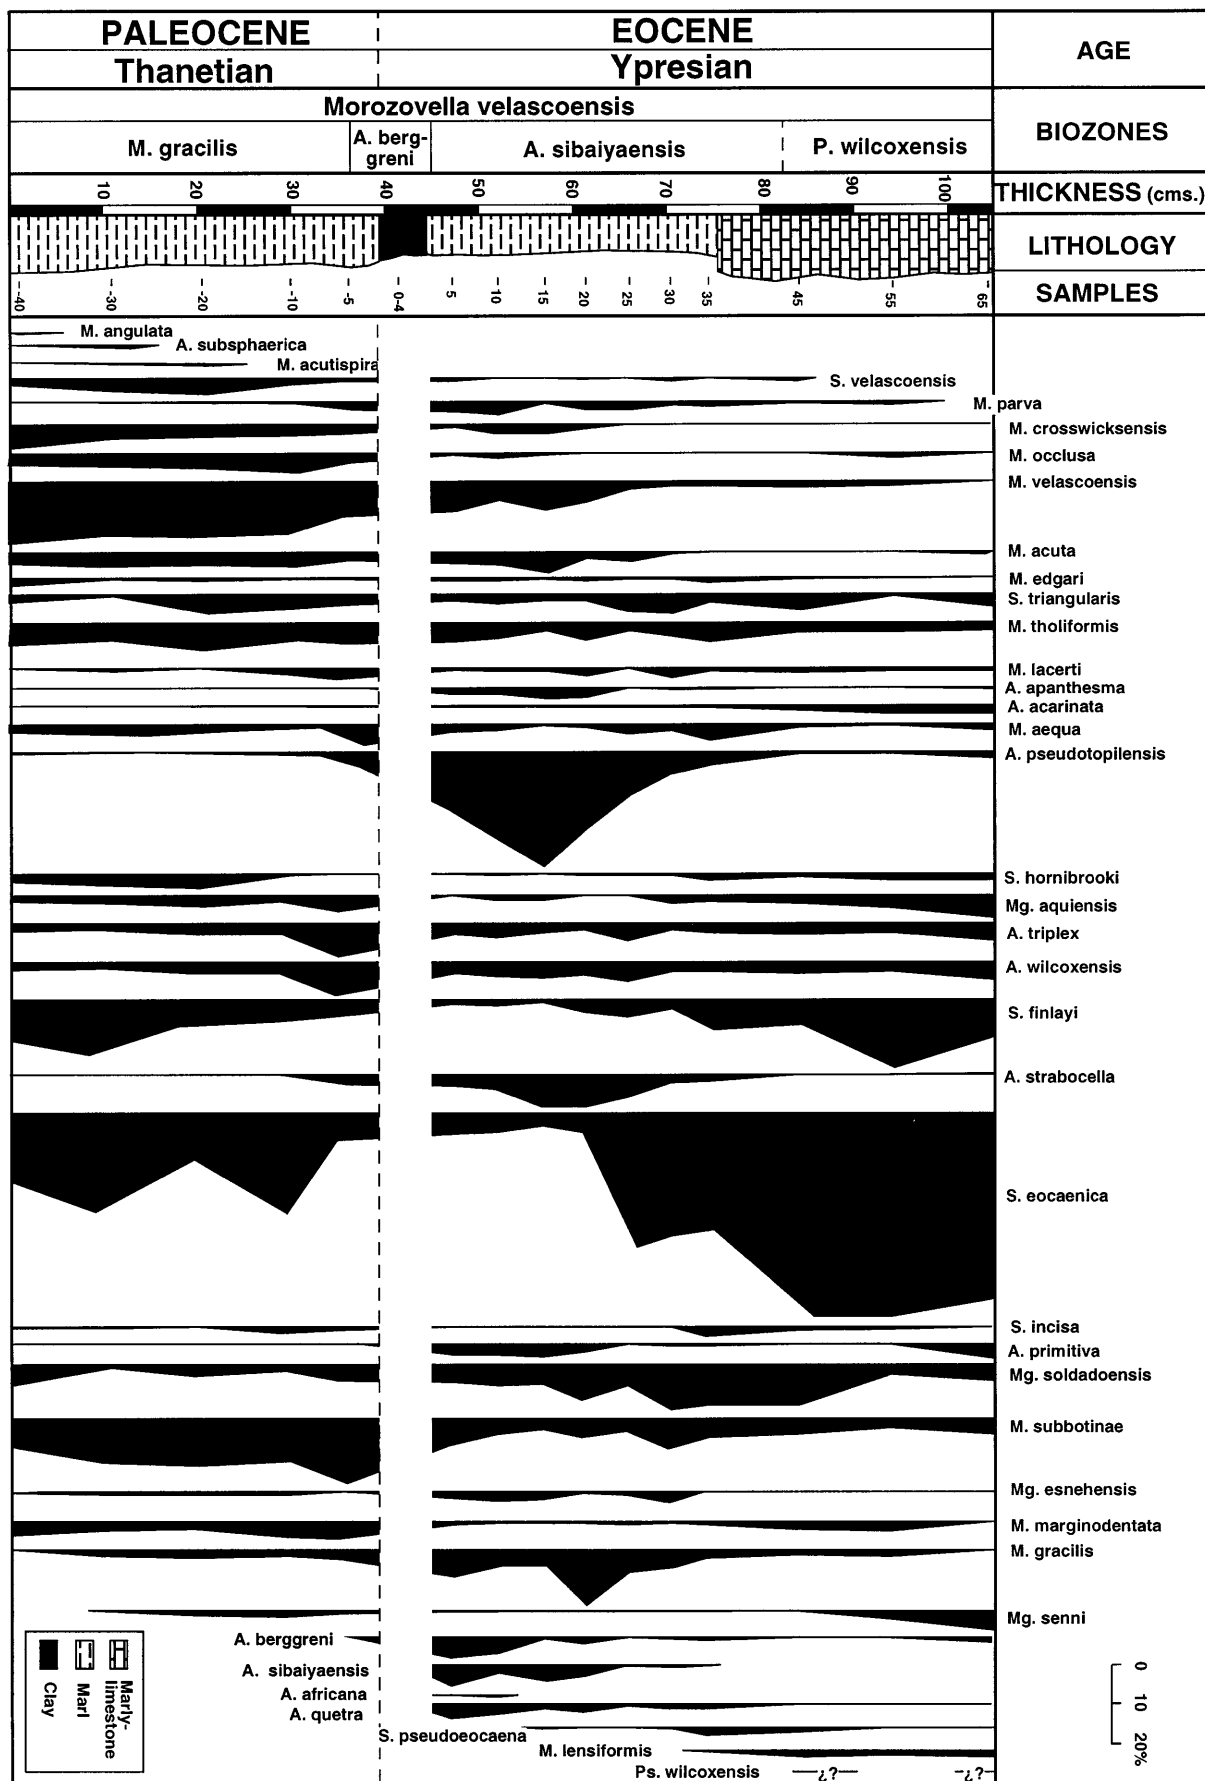 PALEOCENE EOCENE AGE
Thanetian Ypresian
Morozovella velascoensis BIOZONES
M. gracilis A. berg-
greni A. sibaiyaensis P. wilcoxensis
10 20 30 40 50 60 70 80 90 100 THICKNESS (cms.)
LITHOLOGY
-40 -30 -20 -10 -5 0-4 5 10 15 20 25 30 35 45 55 65 SAMPLES
M. angulata
A. subsphaerica
M. acutispira
S. velascoensis
M. parva
M. crosswicksensis
M. occlusa
M. velascoensis
M. acuta
M. edgari
S. triangularis
M. tholiformis
M. lacerti
A. apanthesma
A. acarinata
M. aequa
A. pseudotopilensis
S. hornibrooki
Mg. aquiensis
A. triplex
A. wilcoxensis
S. finlayi
A. strabocella
S. eocaenica
S. incisa
A. primitiva
Mg. soldadoensis
M. subbotinae
Mg. esnehensis
M. marginodentata
M. gracilis
Mg. senni
A. berggreni
A. sibaiyaensis
A. africana
A. quetra
S. pseudoeocaena
M. lensiformis
Ps. wilcoxensis ¿? ¿?
Marly-
limestone
Marl
Clay
0
10
20%